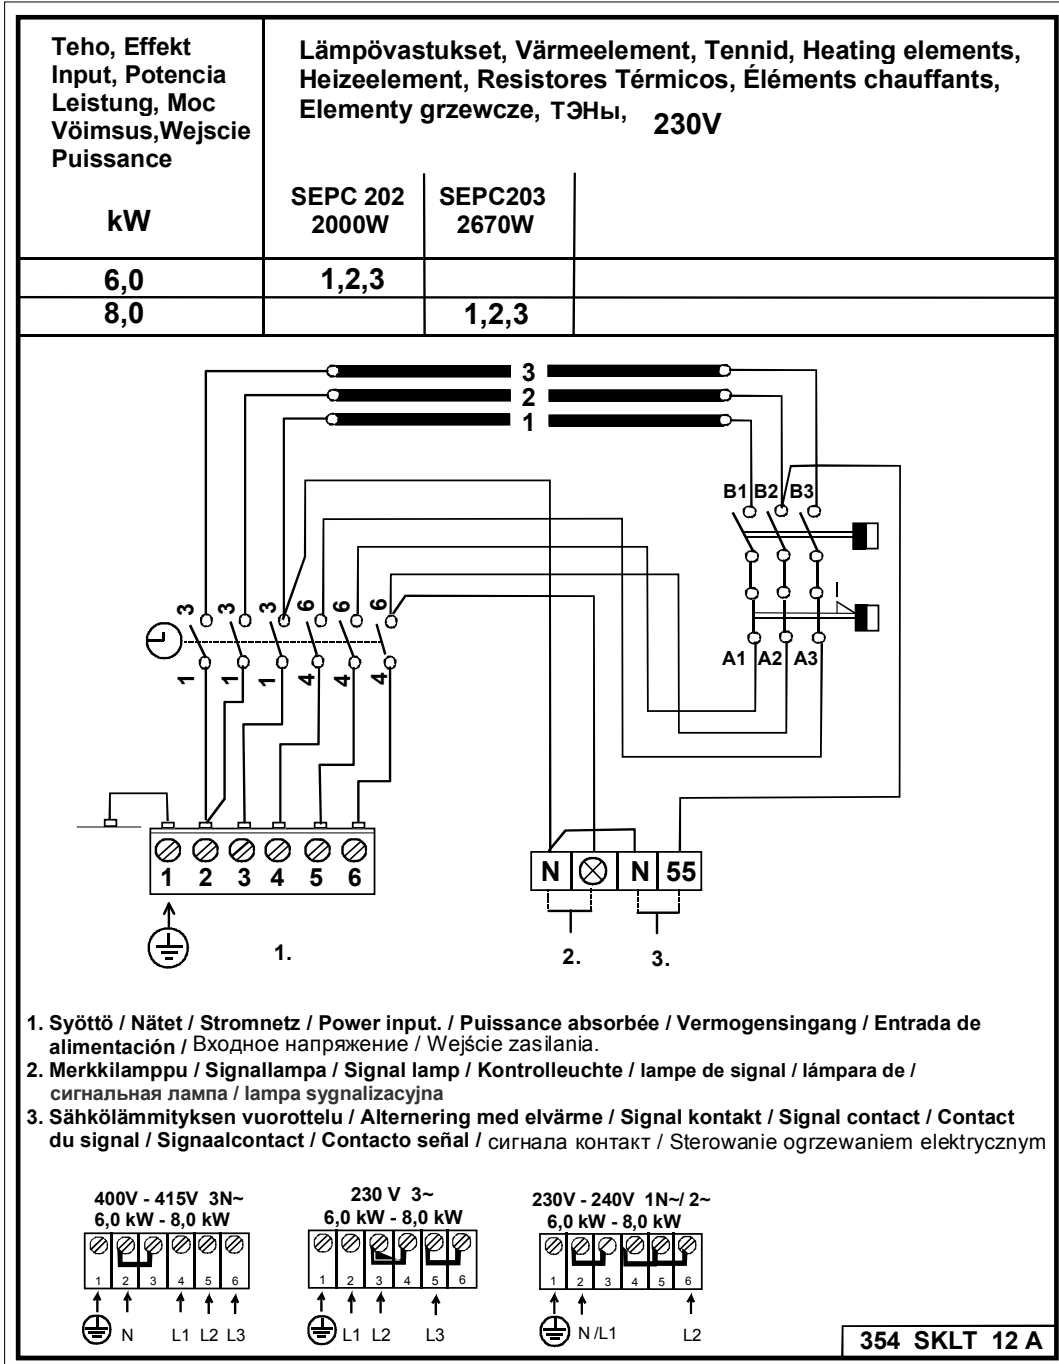 Teho, Effekt
Input, Potencia
Leistung, Moc
Vöimsus,Wejscie
Puissance
kW
Lämpövastukset, Värmeelement, Tennid, Heating elements,
Heizeelement, Resistores Térmicos, Éléments chauffants,
Elementy grzewcze, ТЭНы, 230V
SEPC 202
2000W
SEPC203
2670W
6,0 1,2,3
8,0 1,2,3
3
2
1
B1 B2 B3
3 3 3 6 6 6
1 1 1 4 4 4
A1 A2 A3
1 2 3 4 5 6
N N 55
1. 2. 3.
1. Syöttö / Nätet / Stromnetz / Power input. / Puissance absorbée / Vermogensingang / Entrada de
alimentación / Входное напряжение / Wejście zasilania.
2. Merkkilamppu / Signallampa / Signal lamp / Kontrolleuchte / lampe de signal / lámpara de /
сигнальная лампа / lampa sygnalizacyjna
3. Sähkölämmityksen vuorottelu / Alternering med elvärme / Signal kontakt / Signal contact / Contact
du signal / Signaalcontact / Contacto señal / сигнала контакт / Sterowanie ogrzewaniem elektrycznym
400V - 415V 3N~
6,0 kW - 8,0 kW
1 2 3 4 5 6
N L1 L2 L3
230 V 3~
6,0 kW - 8,0 kW
1 2 3 4 5 6
L1 L2 L3
230V - 240V 1N~/ 2~
6,0 kW - 8,0 kW
1 2 3 4 5 6
N /L1 L2
354 SKLT 12 A